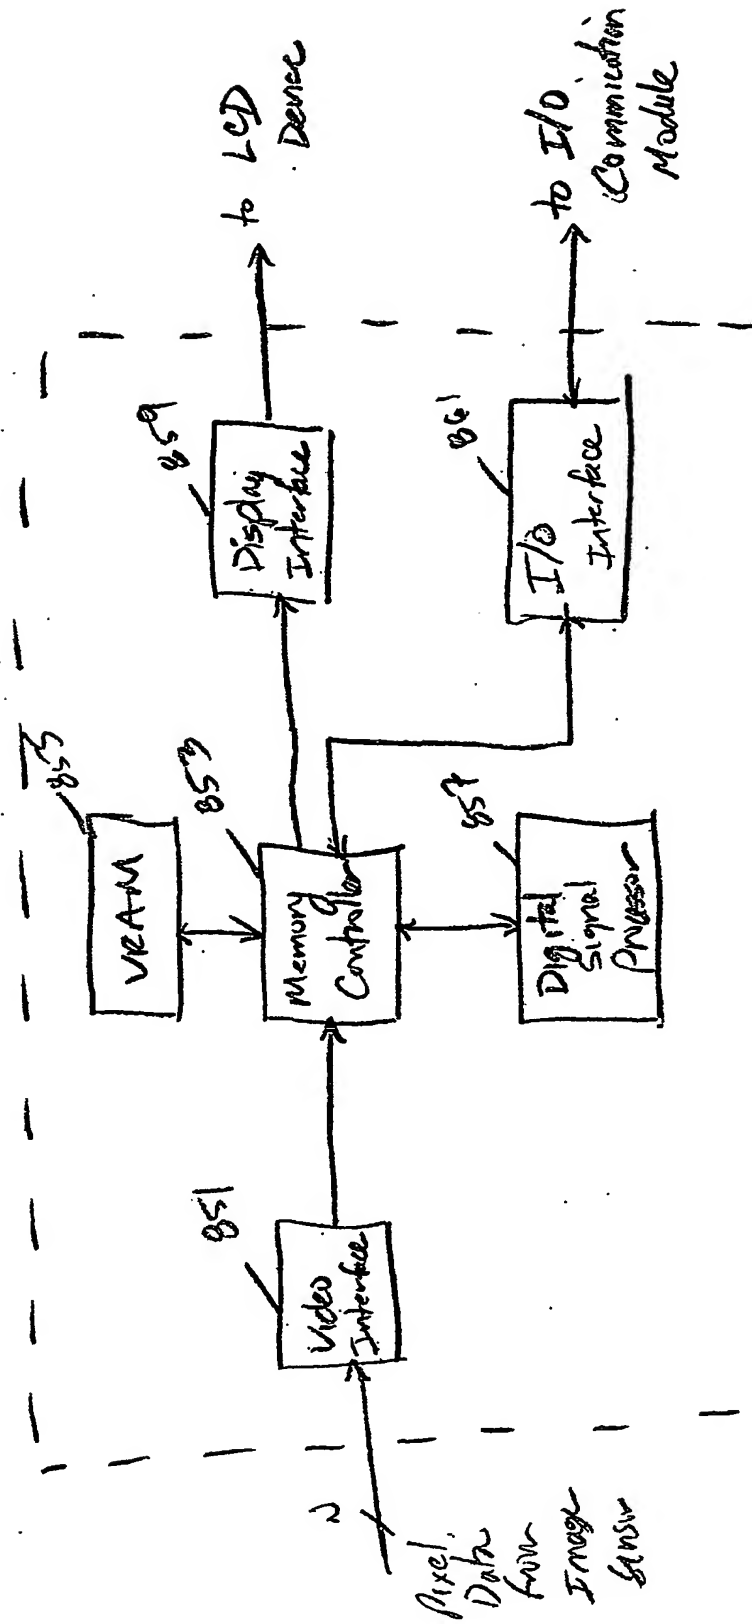 VRAM
855
to LCD
Device
859
Display
Interface
853
Memory
Controller
851
Video
Interface
N
Pixel
Data
from
Image
Sensor
857
Digital
Signal
Processor
861
I/O
Interface
to I/O
Communication
Module